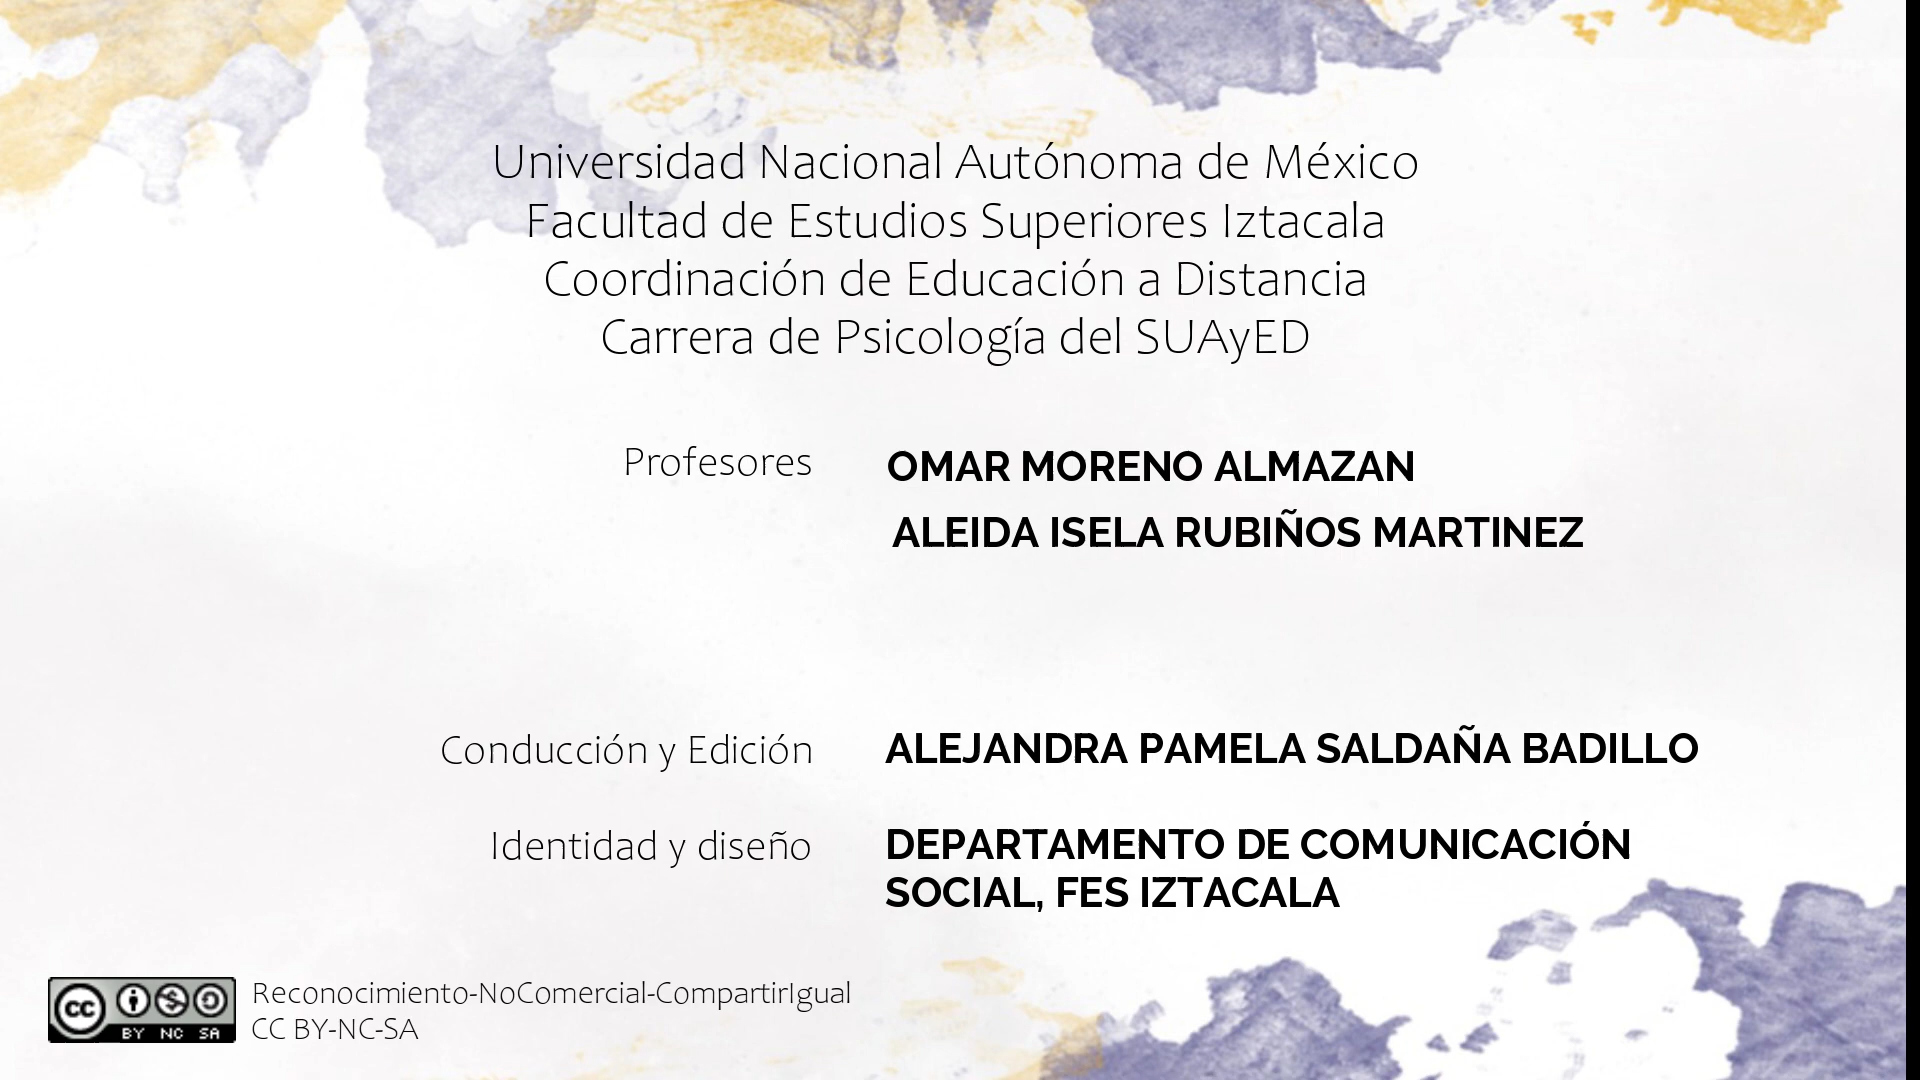 Universidad Nacional Autónoma de México
Facultad de Estudios Superiores Iztacala
Coordinación de Educación a Distancia
Carrera de Psicología del SUAyED
Profesores OMAR MORENO ALMAZAN
ALEIDA ISELA RUBIÑOS MARTINEZ
Conducción y Edición ALEJANDRA PAMELA SALDAÑA BADILLO
Identidad y diseño DEPARTAMENTO DE COMUNICACIÓN
SOCIAL, FES IZTACALA
Reconocimiento-NoComercial-CompartirIgual
CC BY-NC-SA
cc BY NC SA